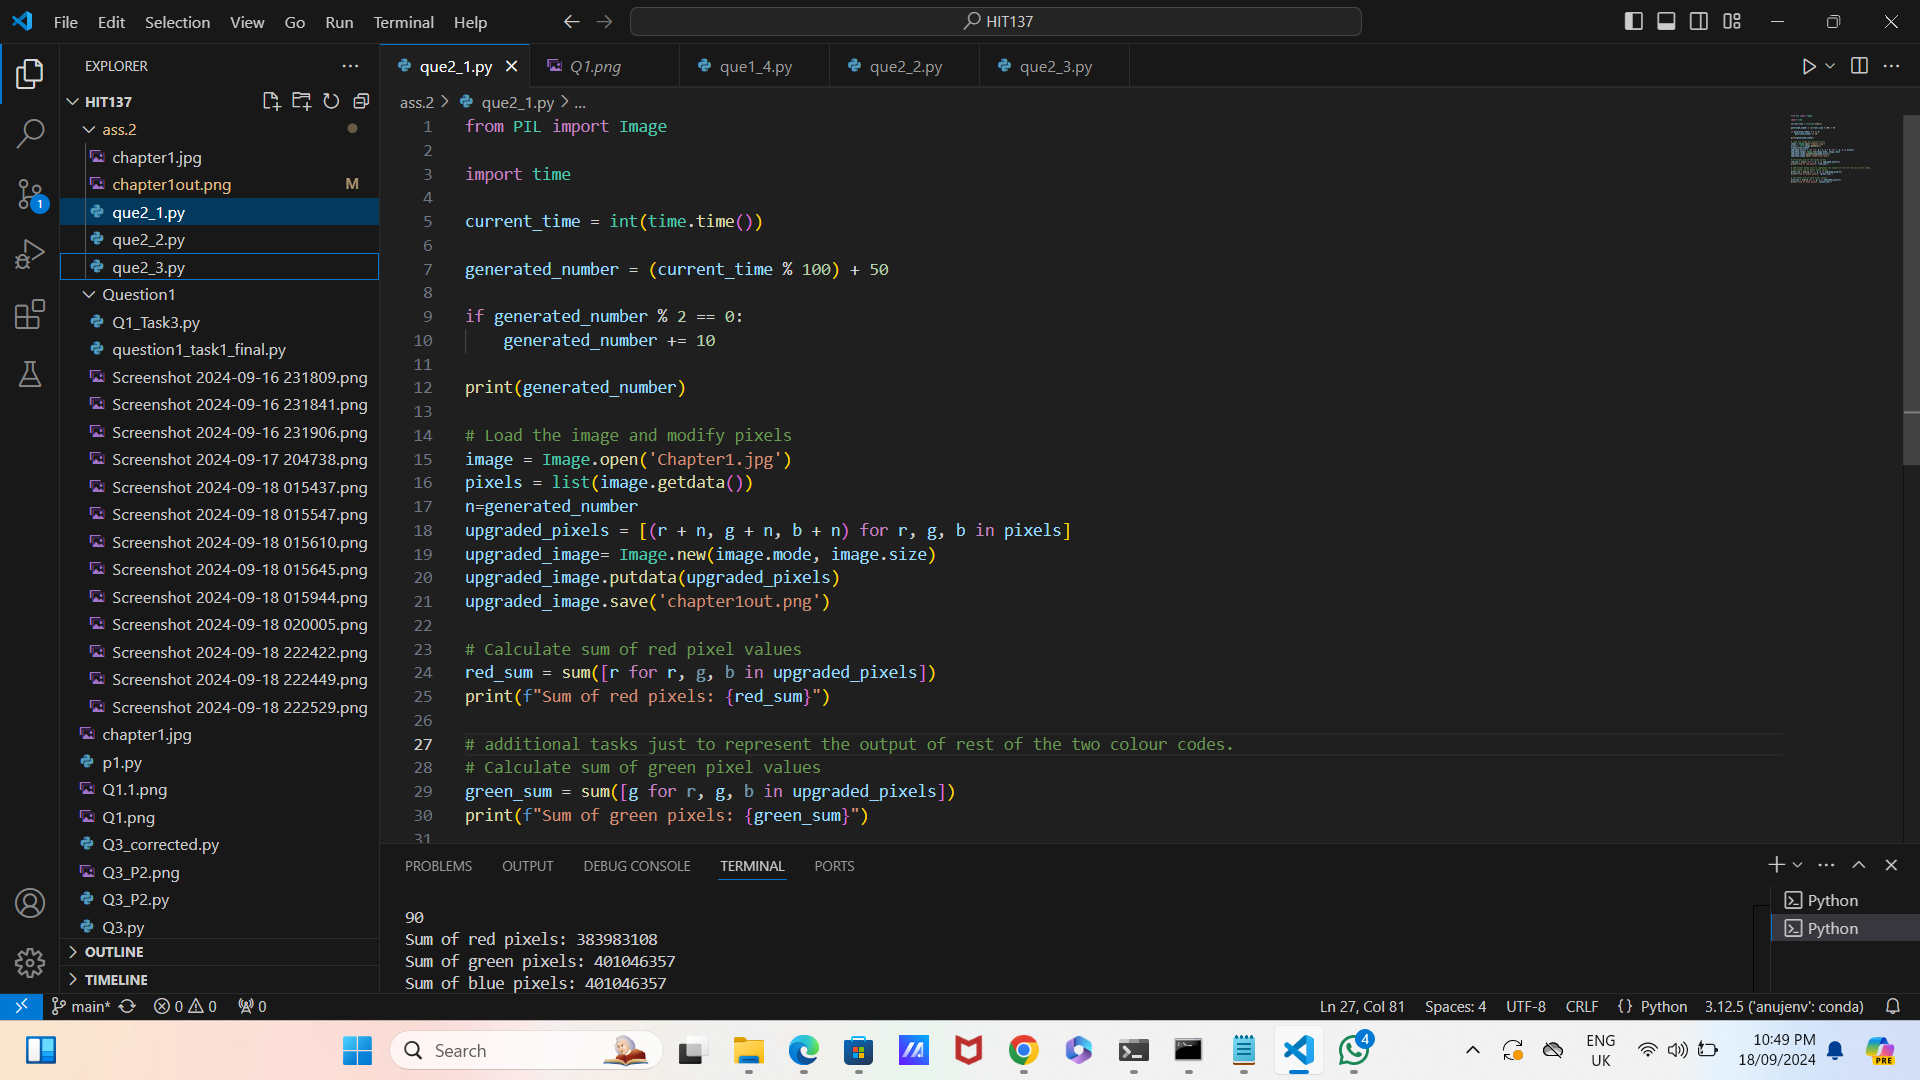 File Edit Selection View Go Run Terminal Help
HIT137
EXPLORER
HIT137
ass.2
chapter1.jpg
chapter1out.png M
que2_1.py
que2_2.py
que2_3.py
Question1
Q1_Task3.py
question1_task1_final.py
Screenshot 2024-09-16 231809.png
Screenshot 2024-09-16 231841.png
Screenshot 2024-09-16 231906.png
Screenshot 2024-09-17 204738.png
Screenshot 2024-09-18 015437.png
Screenshot 2024-09-18 015547.png
Screenshot 2024-09-18 015610.png
Screenshot 2024-09-18 015645.png
Screenshot 2024-09-18 015944.png
Screenshot 2024-09-18 020005.png
Screenshot 2024-09-18 222422.png
Screenshot 2024-09-18 222449.png
Screenshot 2024-09-18 222529.png
chapter1.jpg
p1.py
Q1.1.png
Q1.png
Q3_corrected.py
Q3_P2.png
Q3_P2.py
Q3.py
OUTLINE
TIMELINE
1
que2_1.py Q1.png que1_4.py que2_2.py que2_3.py
ass.2 > que2_1.py > ...
1 from PIL import Image
2
3 import time
4
5 current_time = int(time.time())
6
7 generated_number = (current_time % 100) + 50
8
9 if generated_number % 2 == 0:
10 generated_number += 10
11
12 print(generated_number)
13
14 # Load the image and modify pixels
15 image = Image.open('Chapter1.jpg')
16 pixels = list(image.getdata())
17 n=generated_number
18 upgraded_pixels = [(r + n, g + n, b + n) for r, g, b in pixels]
19 upgraded_image= Image.new(image.mode, image.size)
20 upgraded_image.putdata(upgraded_pixels)
21 upgraded_image.save('chapter1out.png')
22
23 # Calculate sum of red pixel values
24 red_sum = sum([r for r, g, b in upgraded_pixels])
25 print(f"Sum of red pixels: {red_sum}")
26
27 # additional tasks just to represent the output of rest of the two colour codes.
28 # Calculate sum of green pixel values
29 green_sum = sum([g for r, g, b in upgraded_pixels])
30 print(f"Sum of green pixels: {green_sum}")
31
PROBLEMS OUTPUT DEBUG CONSOLE TERMINAL PORTS
90
Sum of red pixels: 383983108
Sum of green pixels: 401046357
Sum of blue pixels: 401046357
Python
Python
main* 0 0 0 Ln 27, Col 81 Spaces: 4 UTF-8 CRLF {} Python 3.12.5 ('anujenv': conda)
Search
4
ENG
UK
10:49 PM
18/09/2024
PRE